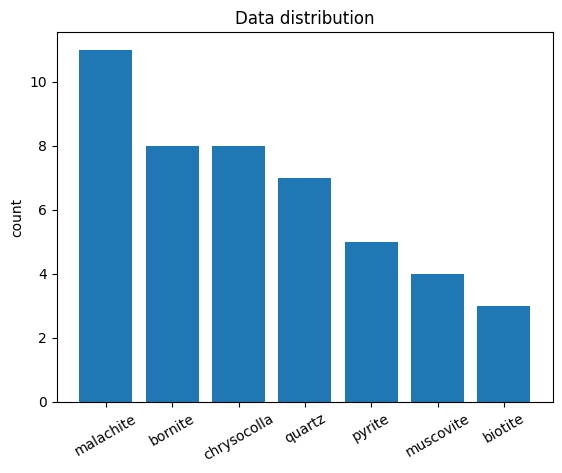 Data distribution
count
10
8
6
4
2
0
malachite
bornite
chrysocolla
quartz
pyrite
muscovite
biotite